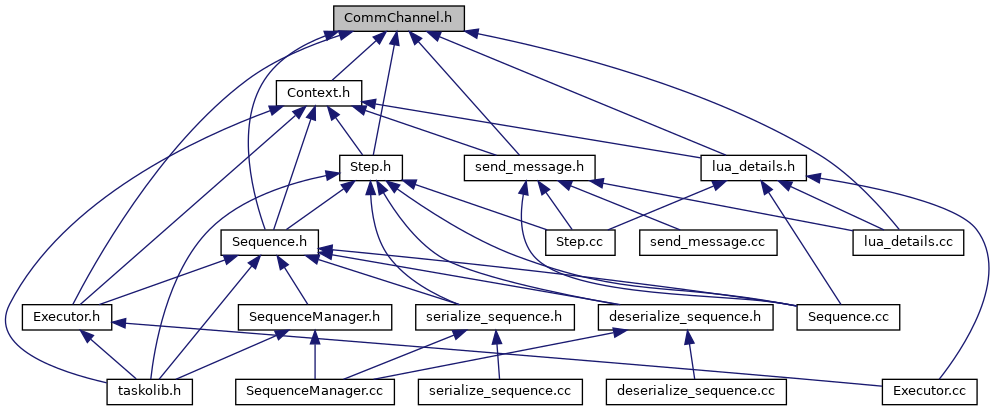 CommChannel.h
Context.h
Step.h
send_message.h
lua_details.h
Sequence.h
Step.cc
send_message.cc
lua_details.cc
Executor.h
SequenceManager.h
serialize_sequence.h
deserialize_sequence.h
Sequence.cc
taskolib.h
SequenceManager.cc
serialize_sequence.cc
deserialize_sequence.cc
Executor.cc